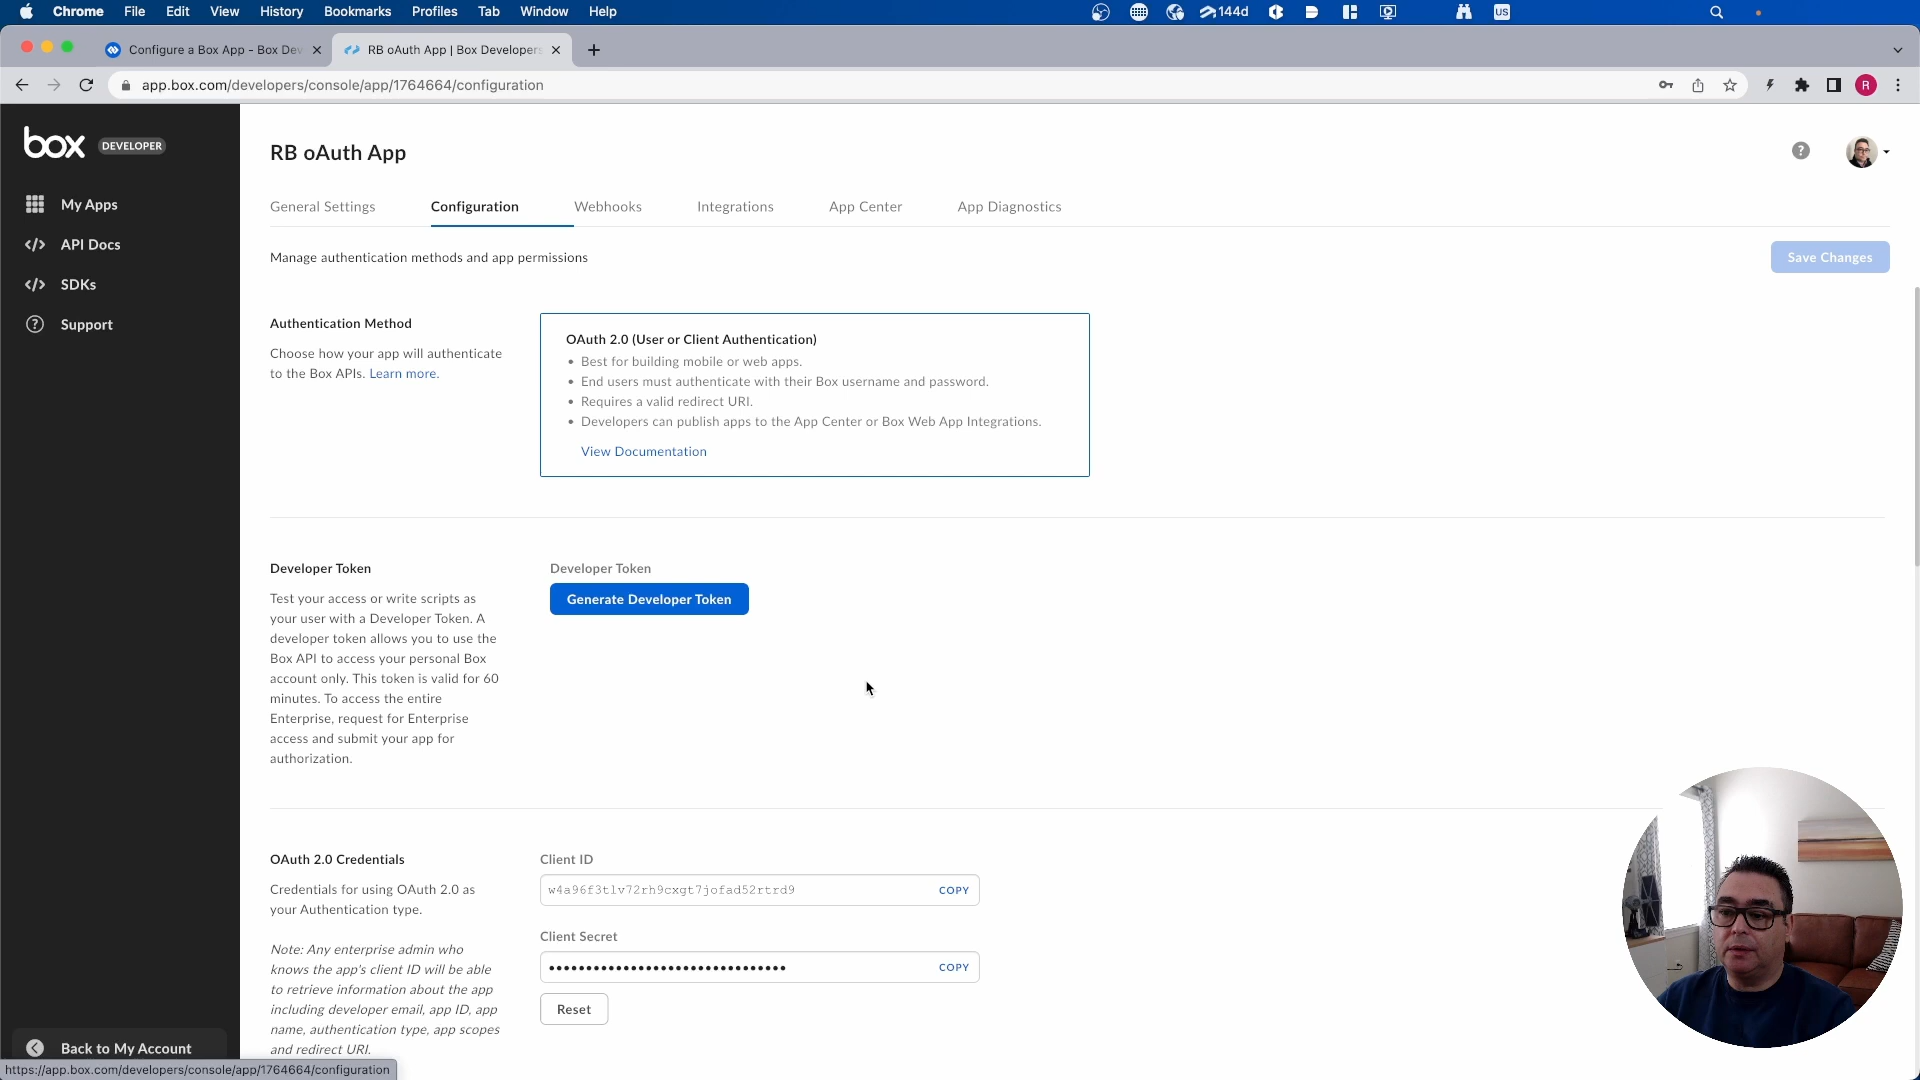 Chrome File Edit View History Bookmarks Profiles Tab Window Help 144d US
Configure a Box App - Box Dev
RB oAuth App | Box Developers
app.box.com/developers/console/app/1764664/configuration
R
box DEVELOPER
My Apps
API Docs
SDKs
Support
Back to My Account
RB oAuth App
General Settings Configuration Webhooks Integrations App Center App Diagnostics
Manage authentication methods and app permissions
Save Changes
Authentication Method
Choose how your app will authenticate
to the Box APIs. Learn more.
OAuth 2.0 (User or Client Authentication)
• Best for building mobile or web apps.
• End users must authenticate with their Box username and password.
• Requires a valid redirect URI.
• Developers can publish apps to the App Center or Box Web App Integrations.
View Documentation
Developer Token
Test your access or write scripts as
your user with a Developer Token. A
developer token allows you to use the
Box API to access your personal Box
account only. This token is valid for 60
minutes. To access the entire
Enterprise, request for Enterprise
access and submit your app for
authorization.
Developer Token
Generate Developer Token
OAuth 2.0 Credentials
Credentials for using OAuth 2.0 as
your Authentication type.
Note: Any enterprise admin who
knows the app's client ID will be able
to retrieve information about the app
including developer email, app ID, app
name, authentication type, app scopes
and redirect URI.
Client ID
w4a96f3tlv72rh9cxgt7jofad52rtrd9 COPY
Client Secret
•••••••••••••••••••••••••••••••• COPY
Reset
https://app.box.com/developers/console/app/1764664/configuration